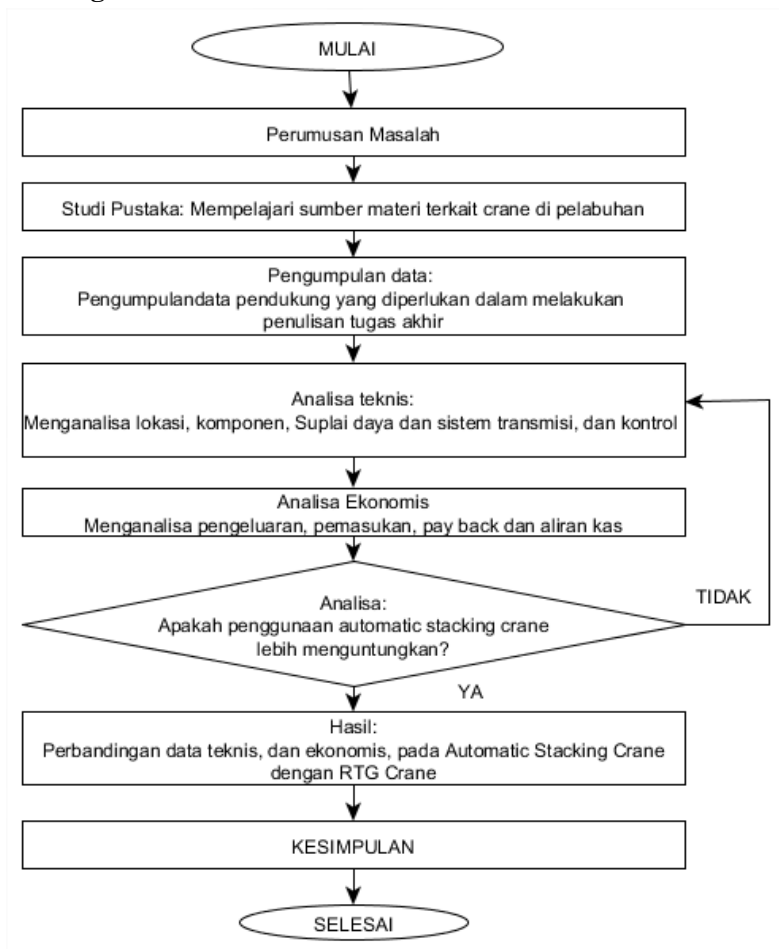 MULAI
Perumusan Masalah
Studi Pustaka: Mempelajari sumber materi terkait crane di pelabuhan
Pengumpulan data:
Pengumpulandata pendukung yang diperlukan dalam melakukan
penulisan tugas akhir
Analisa teknis:
Menganalisa lokasi, komponen, Suplai daya dan sistem transmisi, dan kontrol
Analisa Ekonomis
Menganalisa pengeluaran, pemasukan, pay back dan aliran kas
Analisa:
Apakah penggunaan automatic stacking crane
lebih menguntungkan?
TIDAK
YA
Hasil:
Perbandingan data teknis, dan ekonomis, pada Automatic Stacking Crane
dengan RTG Crane
KESIMPULAN
SELESAI